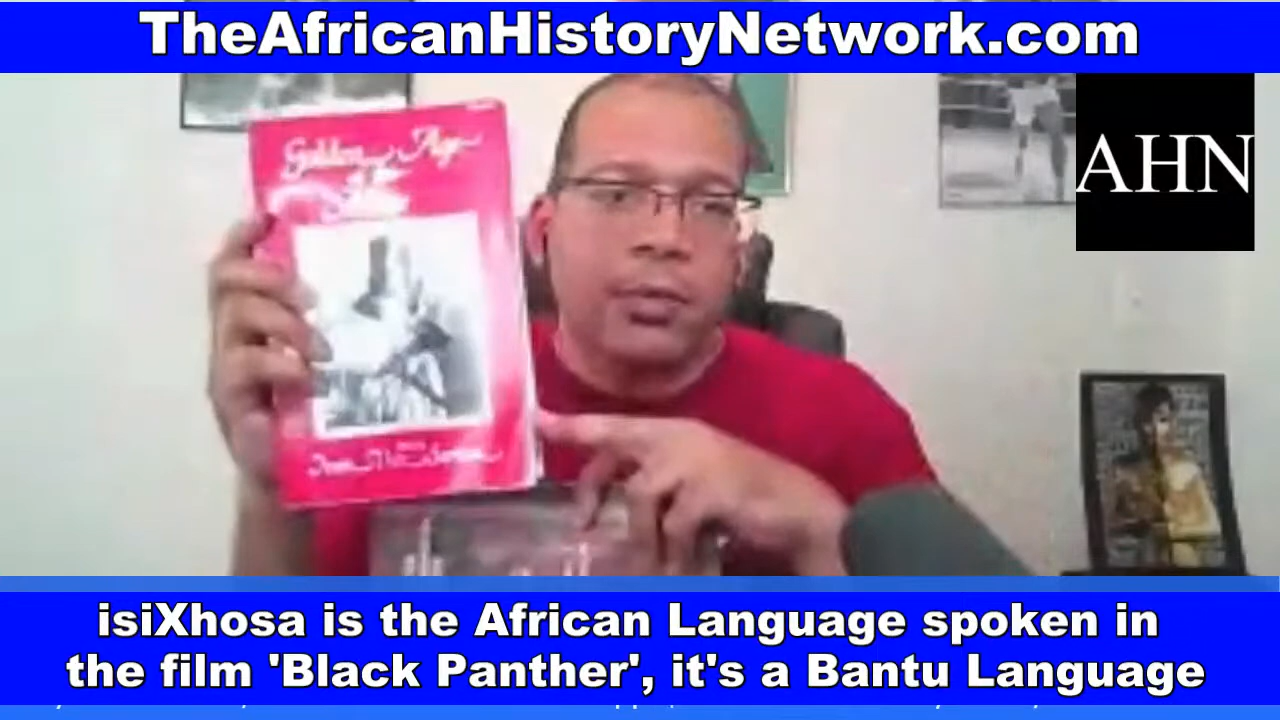 TheAfricanHistoryNetwork.com
AHN
Golden Age
isiXhosa is the African Language spoken in
the film 'Black Panther', it's a Bantu Language